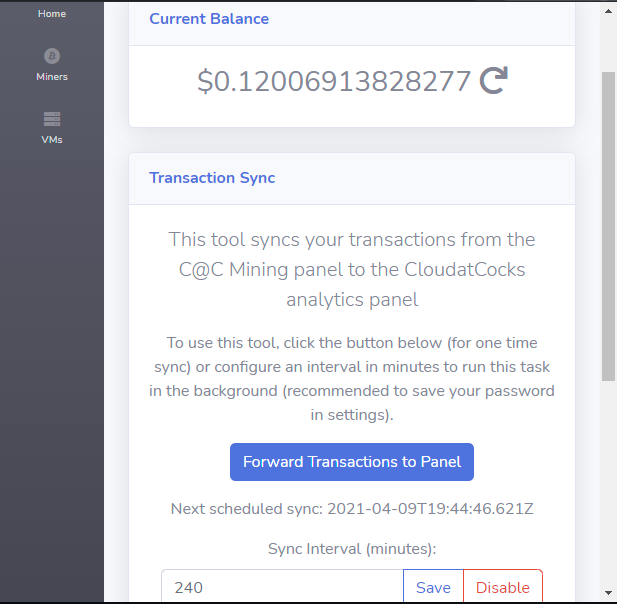 Home
Miners
VMs
Current Balance
$0.12006913828277
Transaction Sync
This tool syncs your transactions from the
C@C Mining panel to the CloudatCocks
analytics panel
To use this tool, click the button below (for one time
sync) or configure an interval in minutes to run this task
in the background (recommended to save your password
in settings).
Forward Transactions to Panel
Next scheduled sync: 2021-04-09T19:44:46.621Z
Sync Interval (minutes):
240 Save Disable